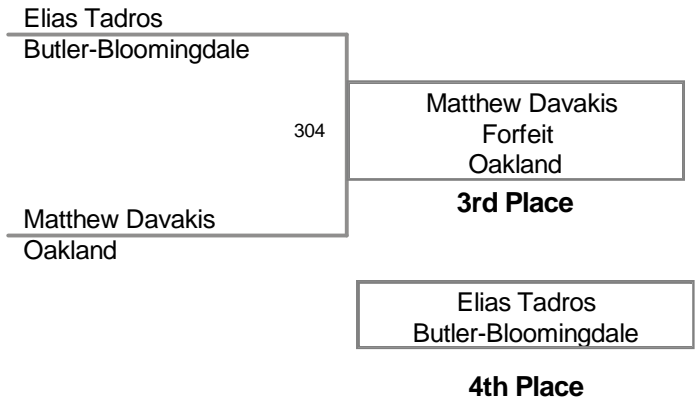 Elias Tadros
Butler-Bloomingdale
304
Matthew Davakis
Forfeit
Oakland
3rd Place
Matthew Davakis
Oakland
Elias Tadros
Butler-Bloomingdale
4th Place